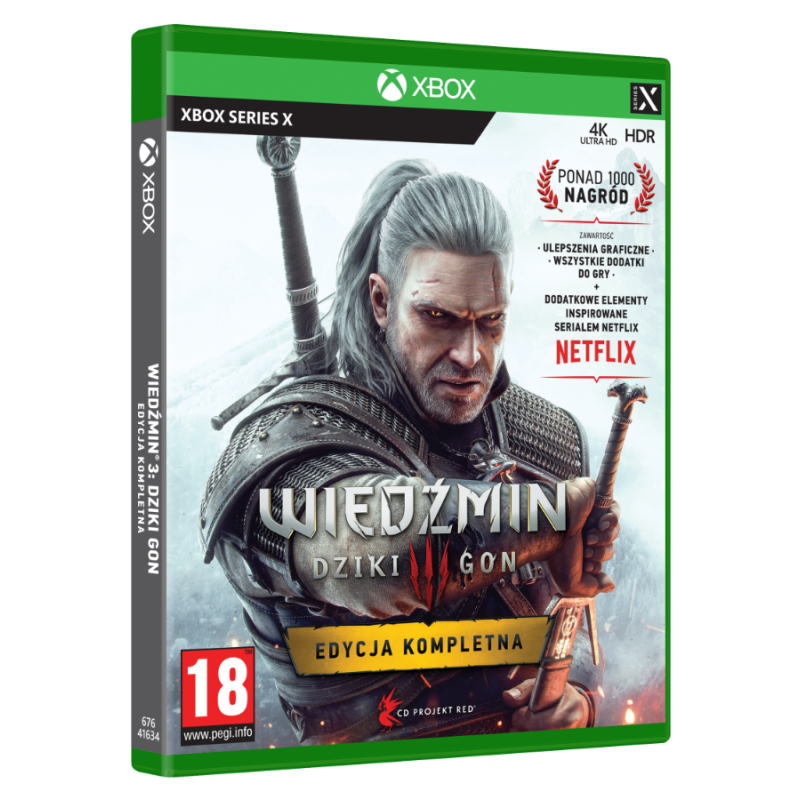 XBOX
SERIES X
XBOX SERIES X
4K
ULTRA HD
HDR
PONAD 1000
NAGRÓD
ZAWARTOŚĆ
· ULEPSZENIA GRAFICZNE ·
· WSZYSTKIE DODATKI
DO GRY ·
+
DODATKOWE ELEMENTY
INSPIROWANE
SERIALEM NETFLIX
NETFLIX
WIEDŹMIN
DZIKI III GON
EDYCJA KOMPLETNA
CD PROJEKT RED®
18
www.pegi.info
XBOX
WIEDŹMIN® 3: DZIKI GON
EDYCJA KOMPLETNA
676
41634